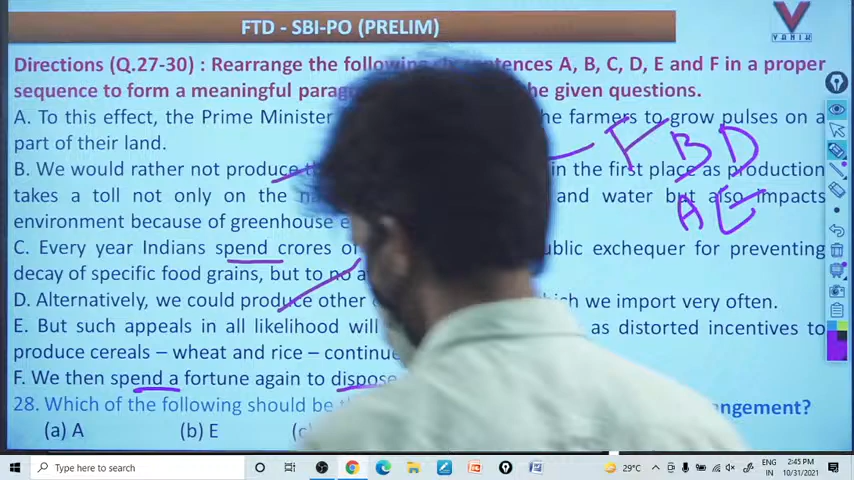 FTD - SBI-PO (PRELIM)
VANIK
Directions (Q.27-30) : Rearrange the following sentences A, B, C, D, E and F in a proper
sequence to form a meaningful the given questions.
A. To this effect, the Prime Minister the farmers to grow pulses on a
part of their land.
B. We would rather not produce in the first place as production
takes a toll not only on the and water but also impacts
environment because of greenhouse
C. Every year Indians spend crores of exchequer for preventing
decay of specific food grains, but to no
D. Alternatively, we could produce other which we import very often.
E. But such appeals in all likelihood will as distorted incentives to
produce cereals – wheat and rice –
F. We then spend a fortune again to dispose
F B D
A E
28. Which of the following should be
(a) A (b) E
Type here to search
29°C
ENG
IN
2:45 PM
10/31/2021